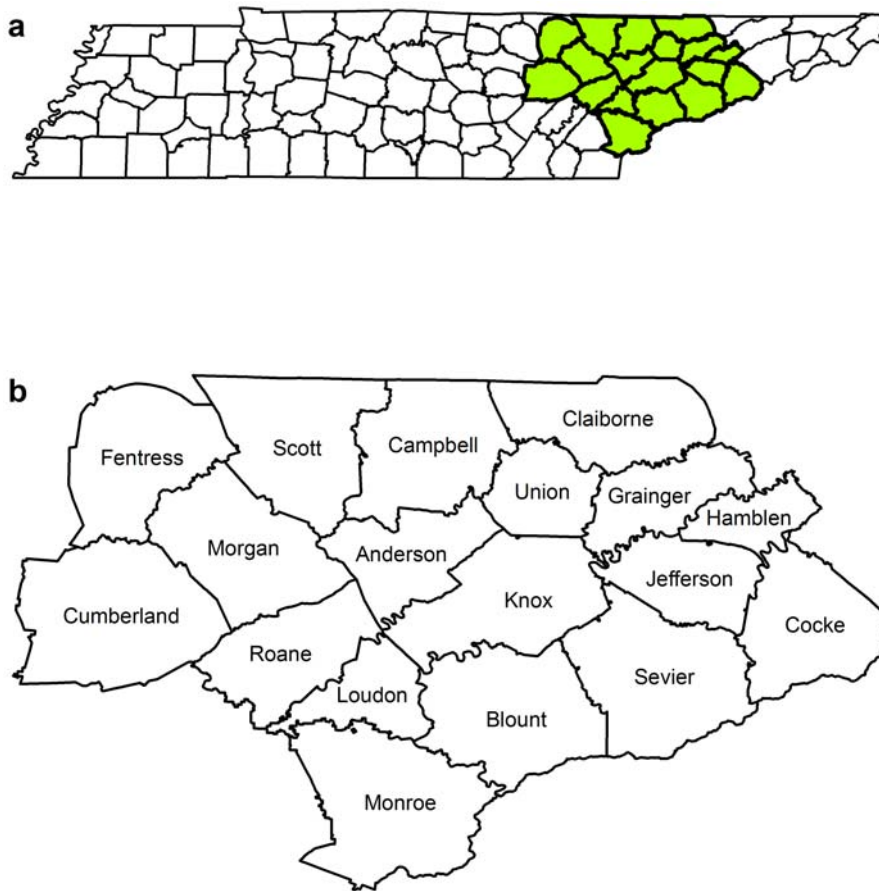 a
b
Claiborne
Fentress
Scott
Campbell
Union
Grainger
Hamblen
Morgan
Anderson
Jefferson
Cumberland
Knox
Cocke
Roane
Loudon
Sevier
Blount
Monroe